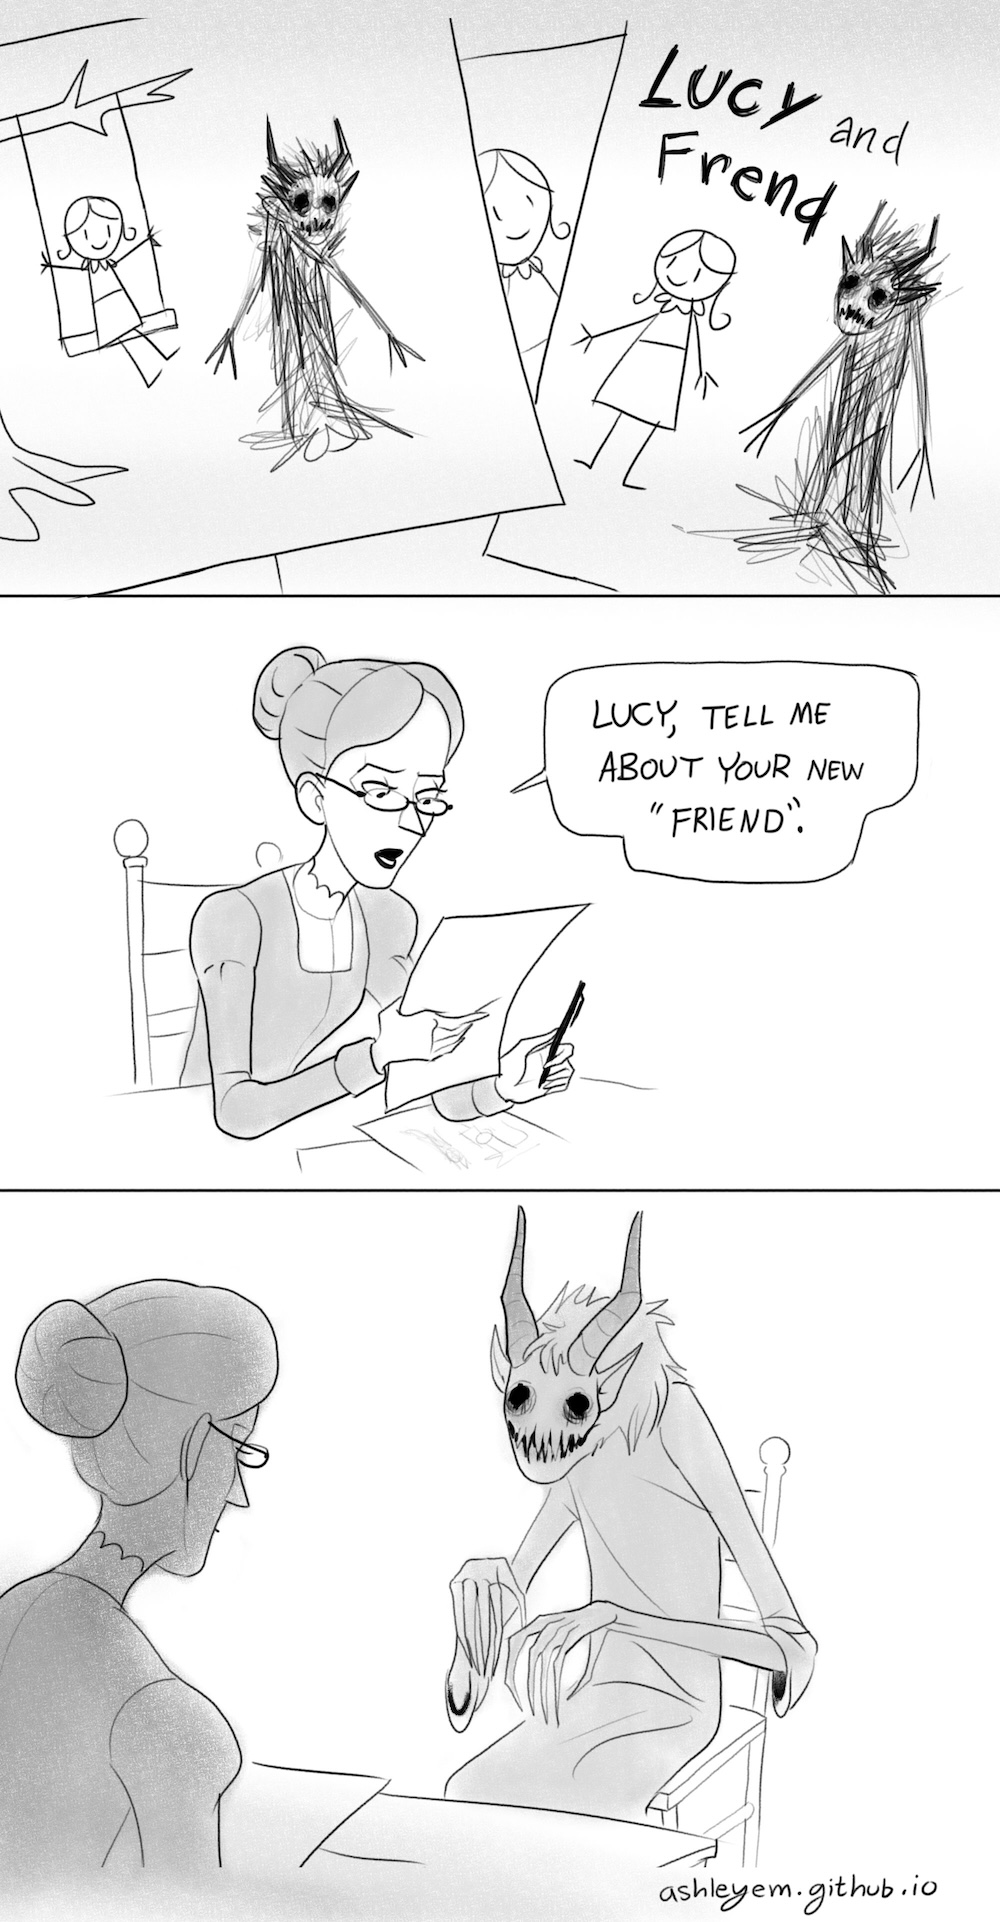 Lucy and
Frend
LUCY, TELL ME
ABOUT YOUR NEW
"FRIEND".
ashleyem.github.io